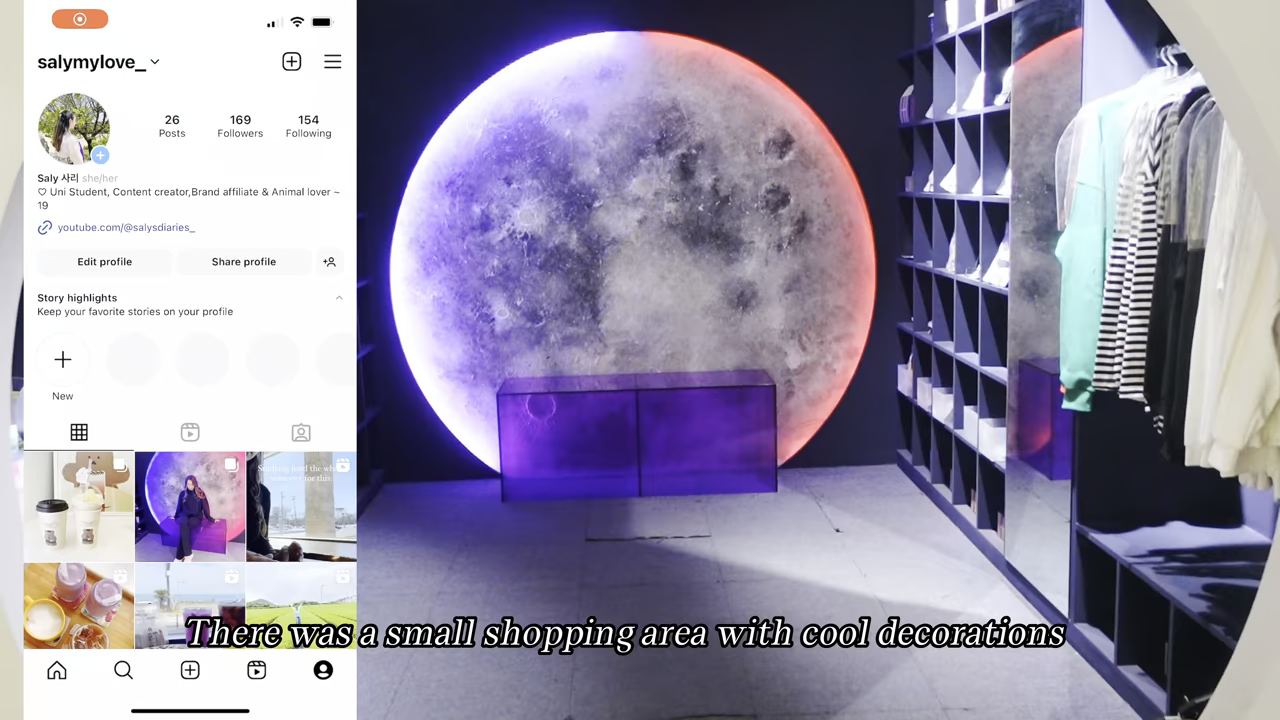 salymylove_
26
169
154
Posts
Followers
Following
Saly 사리 she/her
♡ Uni Student, Content creator,Brand affiliate & Animal lover ~
19
youtube.com/@salysdiaries_
Edit profile
Share profile
Story highlights
Keep your favorite stories on your profile
New
There was a small shopping area with cool decorations